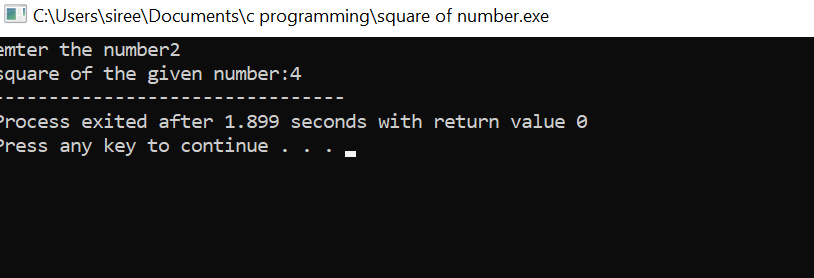 C:\Users\siree\Documents\c programming\square of number.exe
emter the number2
square of the given number:4
--------------------------------
Process exited after 1.899 seconds with return value 0
Press any key to continue . . .